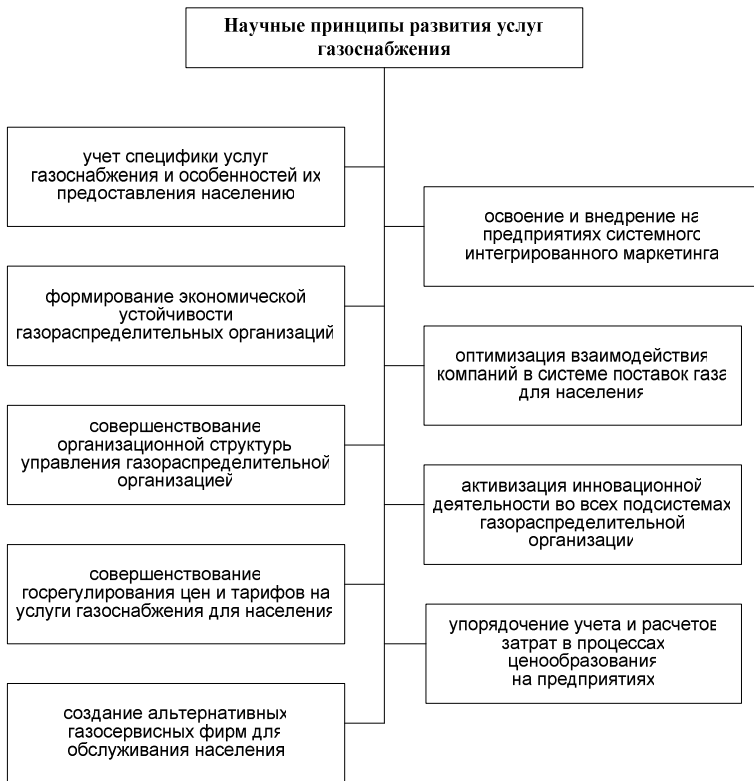 Научные принципы развития услуг
газоснабжения
учет специфики услуг
газоснабжения и особенностей их
предоставления населению
освоение и внедрение на
предприятиях системного
интегрированного маркетинга
формирование экономической
устойчивости
газораспределительных организаций
оптимизация взаимодействия
компаний в системе поставок газа
для населения
совершенствование
организационной структуры
управления газораспределительной
организацией
активизация инновационной
деятельности во всех подсистемах
газораспределительной
организации
совершенствование
госрегулирования цен и тарифов на
услуги газоснабжения для населения
упорядочение учета и расчетов
затрат в процессах
ценообразования
на предприятиях
создание альтернативных
газосервисных фирм для
обслуживания населения